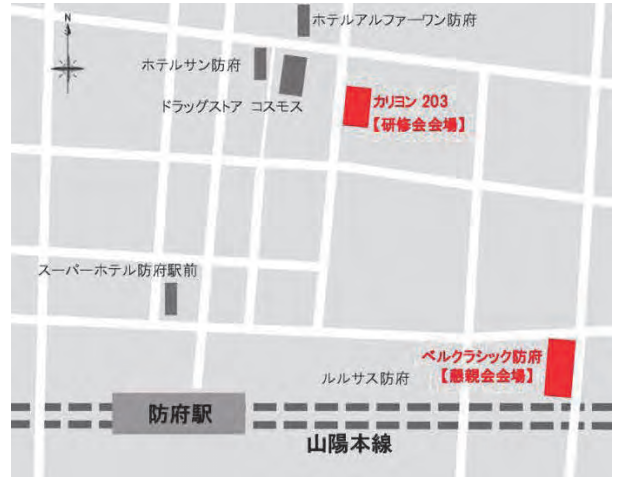 ホテルアルファーワン防府
N
ホテルサン防府
ドラッグストア コスモス
カリヨン 203
【研修会会場】
スーパーホテル防府駅前
ベルクラシック防府
【懇親会会場】
ルルサス防府
防府駅
山陽本線